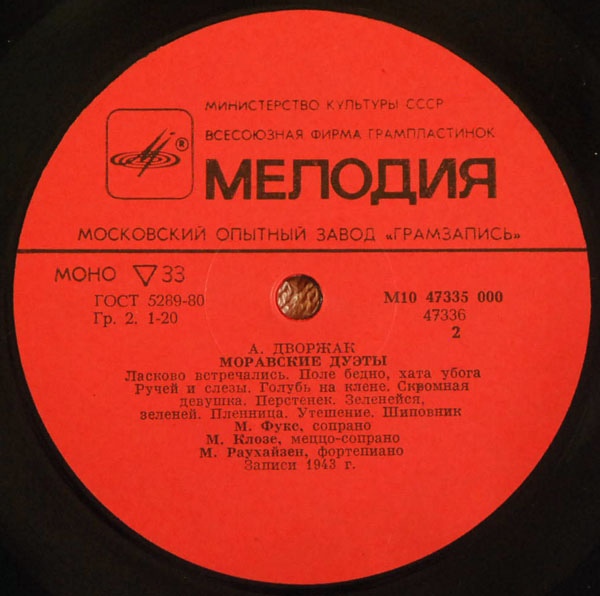 МИНИСТЕРСТВО КУЛЬТУРЫ СССР
ВСЕСОЮЗНАЯ ФИРМА ГРАМПЛАСТИНОК
®
МЕЛОДИЯ
МОСКОВСКИЙ ОПЫТНЫЙ ЗАВОД «ГРАМЗАПИСЬ»
МОНО 33
ГОСТ 5289-80
Гр. 2. 1-20
М10 47335 000
47336
2
А. ДВОРЖАК
МОРАВСКИЕ ДУЭТЫ
Ласково встречались. Поле бедно, хата убога
Ручей и слезы. Голубь на клене. Скромная
девушка. Перстенек. Зеленейся,
зеленей. Пленница. Утешение. Шиповник
М. Фукс, сопрано
М. Клозе, меццо-сопрано
М. Раухайзен, фортепиано
Записи 1943 г.